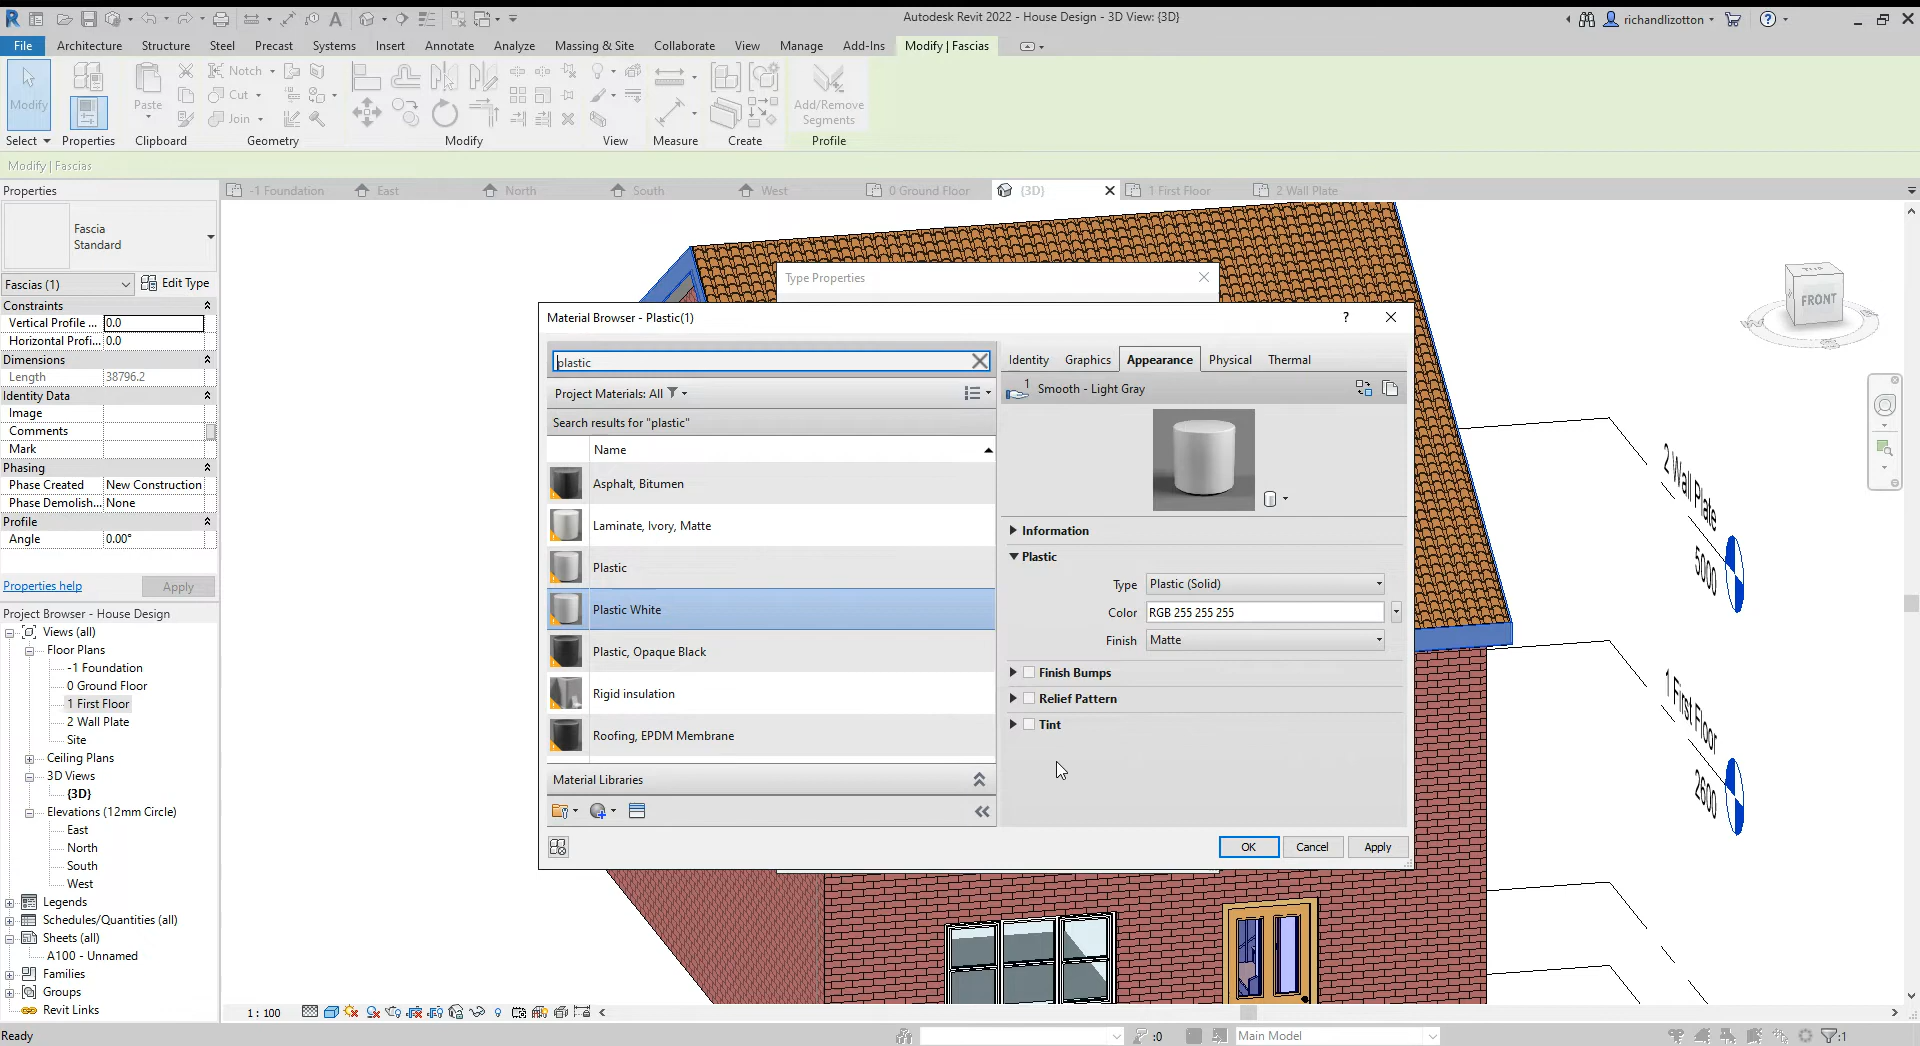 Autodesk Revit 2022 - House Design - 3D View: {3D}
richandlizotton
File Architecture Structure Steel Precast Systems Insert Annotate Analyze Massing & Site Collaborate View Manage Add-Ins Modify | Fascias
Modify
Paste
Notch
Cut
Join
Add/Remove
Segments
Select Properties Clipboard Geometry Modify View Measure Create Profile
Modify | Fascias
Properties
-1 Foundation East North South West 0 Ground Floor {3D} 1 First Floor 2 Wall Plate
Fascia
Standard
Fascias (1) Edit Type
Constraints
Vertical Profile ... 0.0
Horizontal Profi... 0.0
Dimensions
Length 38796.2
Identity Data
Image
Comments
Mark
Phasing
Phase Created New Construction
Phase Demolish... None
Profile
Angle 0.00°
Properties help Apply
Project Browser - House Design
Views (all)
Floor Plans
-1 Foundation
0 Ground Floor
1 First Floor
2 Wall Plate
Site
Ceiling Plans
3D Views
{3D}
Elevations (12mm Circle)
East
North
South
West
Legends
Schedules/Quantities (all)
Sheets (all)
A100 - Unnamed
Families
Groups
Revit Links
Type Properties
Material Browser - Plastic(1)
?
plastic
Project Materials: All
Search results for "plastic"
Name
Asphalt, Bitumen
Laminate, Ivory, Matte
Plastic
Plastic White
Plastic, Opaque Black
Rigid insulation
Roofing, EPDM Membrane
Material Libraries
Identity Graphics Appearance Physical Thermal
1
Smooth - Light Gray
Information
Plastic
Type Plastic (Solid)
Color RGB 255 255 255
Finish Matte
Finish Bumps
Relief Pattern
Tint
OK Cancel Apply
FRONT
2 Wall Plate
5000
1 First Floor
2600
1 : 100
Ready
:0
Main Model
:1